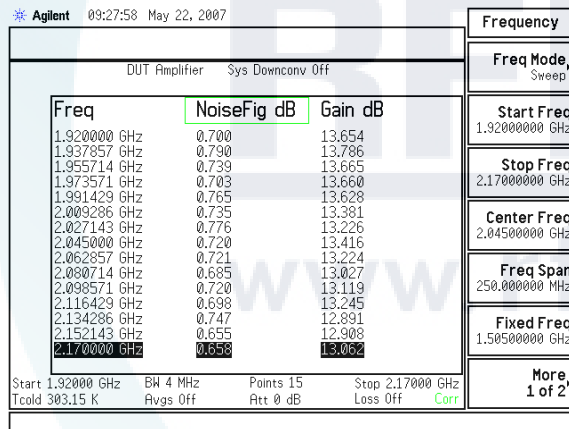 Agilent 09:27:58 May 22, 2007
Frequency
Freq Mode
Sweep
DUT Amplifier Sys Downconv Off
Freq NoiseFig dB Gain dB
1.920000 GHz 0.700 13.654
1.937857 GHz 0.790 13.786
1.955714 GHz 0.739 13.665
1.973571 GHz 0.703 13.660
1.991429 GHz 0.765 13.628
2.009286 GHz 0.735 13.381
2.027143 GHz 0.776 13.226
2.045000 GHz 0.720 13.416
2.062857 GHz 0.721 13.224
2.080714 GHz 0.685 13.027
2.098571 GHz 0.720 13.119
2.116429 GHz 0.698 13.245
2.134286 GHz 0.747 12.891
2.152143 GHz 0.655 12.908
2.170000 GHz 0.658 13.062
Start Freq
1.92000000 GHz
Stop Freq
2.17000000 GHz
Center Freq
2.04500000 GHz
Freq Span
250.000000 MHz
Fixed Freq
1.50500000 GHz
More
1 of 2
Start 1.92000 GHz BW 4 MHz Points 15 Stop 2.17000 GHz
Tcold 303.15 K Avgs Off Att 0 dB Loss Off Corr